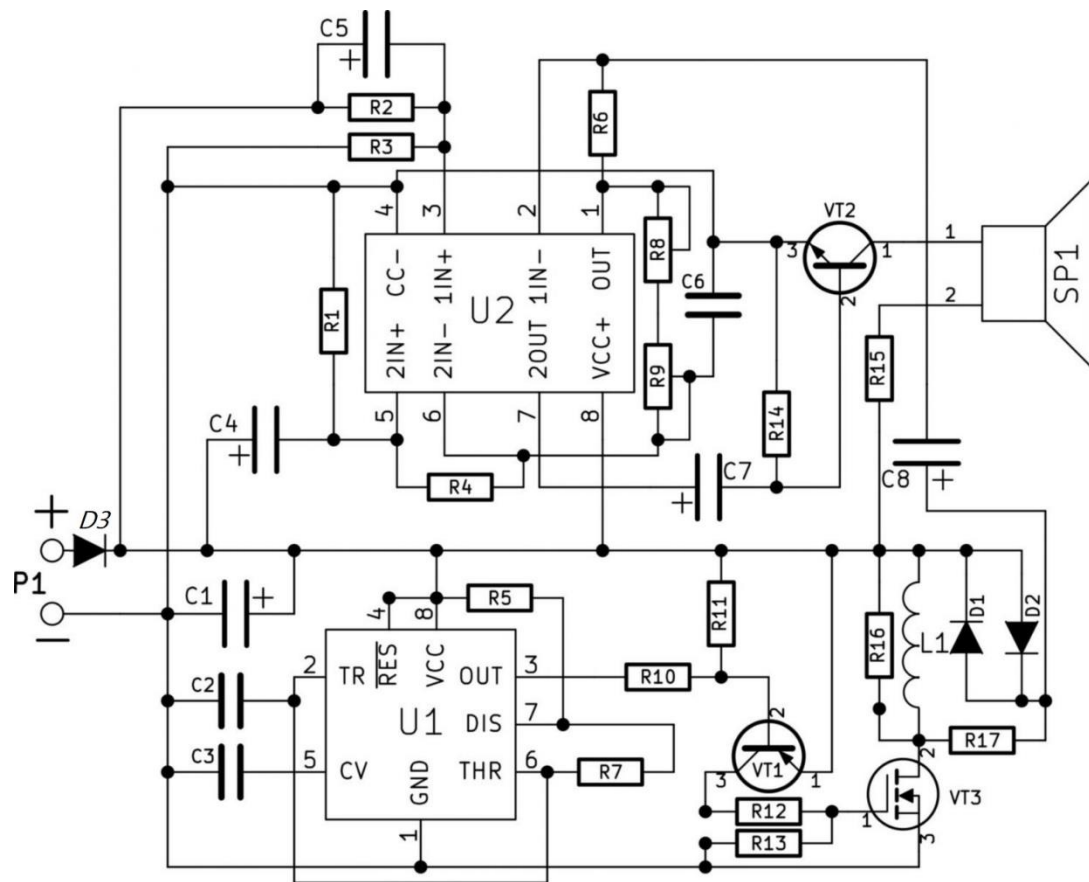 C5
+
R2
R3
R6
4 3 2 1
CC- 1IN+ 1IN- OUT
U2
2IN+ 2IN- 2OUT VCC+
5 6 7 8
R1
R8
R9
C6
VT2
3 1
2
1
2
SP1
R15
R14
C4
+
R4
C7
+
C8
+
+
D3
P1
−
C1
+
4
8
R5
R11
R16
L1
D1
D2
2
TR
RES
VCC
OUT
3
R10
C2
U1
DIS
7
2
C3
5
CV
GND
THR
6
R7
VT1
3 1
R17
2
VT3
R12
1
R13
3
1